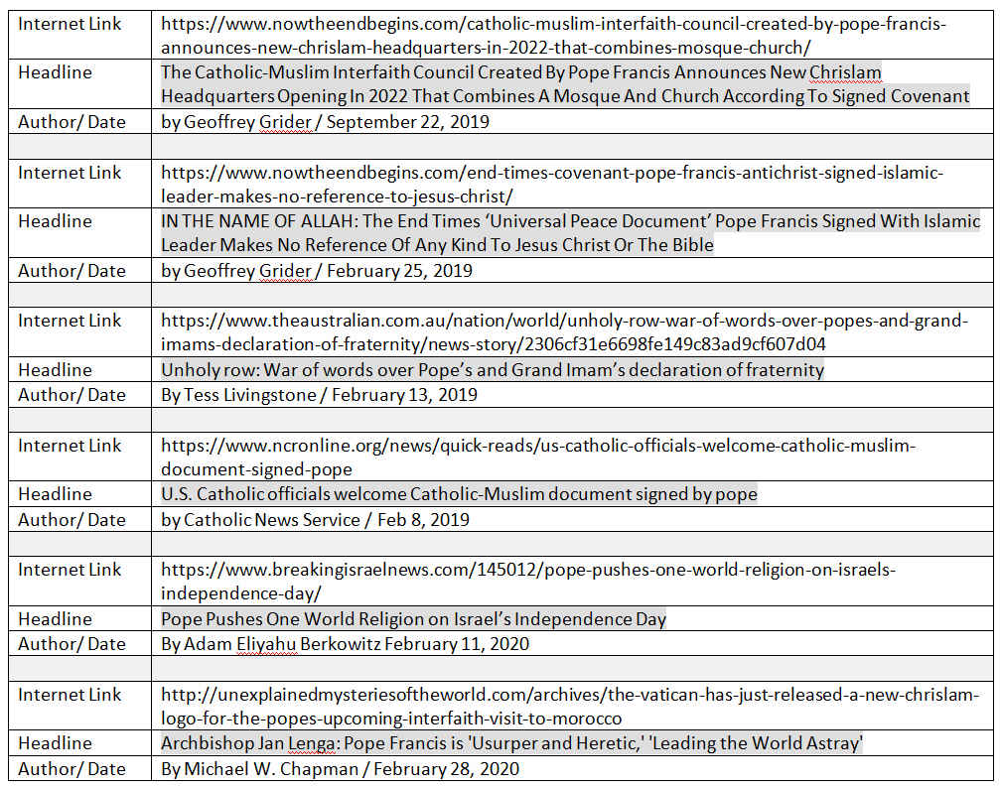 Internet Link https://www.nowtheendbegins.com/catholic-muslim-interfaith-council-created-by-pope-francis-
announces-new-chrislam-headquarters-in-2022-that-combines-mosque-church/
Headline The Catholic-Muslim Interfaith Council Created By Pope Francis Announces New Chrislam
Headquarters Opening In 2022 That Combines A Mosque And Church According To Signed Covenant
Author/ Date by Geoffrey Grider / September 22, 2019
Internet Link https://www.nowtheendbegins.com/end-times-covenant-pope-francis-antichrist-signed-islamic-
leader-makes-no-reference-to-jesus-christ/
Headline IN THE NAME OF ALLAH: The End Times ‘Universal Peace Document’ Pope Francis Signed With Islamic
Leader Makes No Reference Of Any Kind To Jesus Christ Or The Bible
Author/ Date by Geoffrey Grider / February 25, 2019
Internet Link https://www.theaustralian.com.au/nation/world/unholy-row-war-of-words-over-popes-and-grand-
imams-declaration-of-fraternity/news-story/2306cf31e6698fe149c83ad9cf607d04
Headline Unholy row: War of words over Pope’s and Grand Imam’s declaration of fraternity
Author/ Date By Tess Livingstone / February 13, 2019
Internet Link https://www.ncronline.org/news/quick-reads/us-catholic-officials-welcome-catholic-muslim-
document-signed-pope
Headline U.S. Catholic officials welcome Catholic-Muslim document signed by pope
Author/ Date by Catholic News Service / Feb 8, 2019
Internet Link https://www.breakingisraelnews.com/145012/pope-pushes-one-world-religion-on-israels-
independence-day/
Headline Pope Pushes One World Religion on Israel’s Independence Day
Author/ Date By Adam Eliyahu Berkowitz February 11, 2020
Internet Link http://unexplainedmysteriesoftheworld.com/archives/the-vatican-has-just-released-a-new-chrislam-
logo-for-the-popes-upcoming-interfaith-visit-to-morocco
Headline Archbishop Jan Lenga: Pope Francis is 'Usurper and Heretic,' 'Leading the World Astray'
Author/ Date By Michael W. Chapman / February 28, 2020